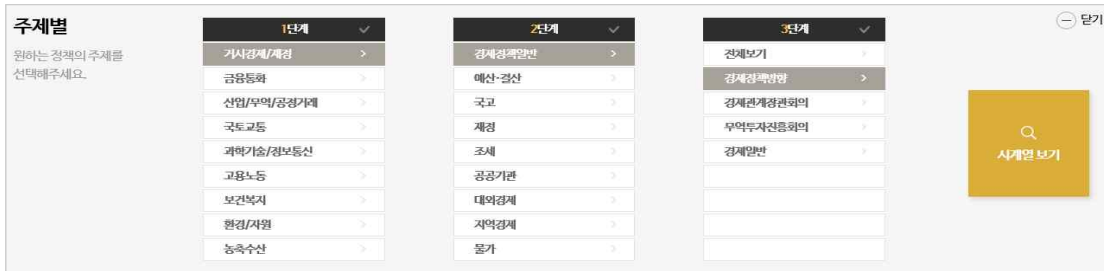 주제별
원하는 정책의 주제를
선택해주세요.
1단계
거시경제/재정
금융통화
산업/무역/공정거래
국토교통
과학기술/정보통신
고용노동
보건복지
환경/자원
농축수산
2단계
경제정책일반
예산·결산
국고
재정
조세
공공기관
대외경제
지역경제
물가
3단계
전체보기
경제정책방향
경제관계장관회의
무역투자진흥회의
경제일반
닫기
시계열 보기